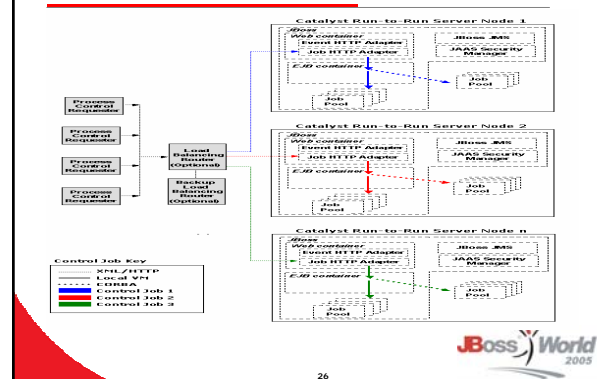 Catalyst Run-to-Run Server Node 1
JBoss
Web container
Event HTTP Adapter
Job HTTP Adapter
EJB container
JBoss JMS
JAAS Security
Manager
Job
Pool
Job
Pool
Process
Control
Requester
Process
Control
Requester
Process
Control
Requester
Process
Control
Requester
Load
Balancing
Router
(Optional)
Backup
Load
Balancing
Router
(Optional)
Catalyst Run-to-Run Server Node 2
JBoss
Web container
Event HTTP Adapter
Job HTTP Adapter
EJB container
JBoss JMS
JAAS Security
Manager
Job
Pool
Job
Pool
Catalyst Run-to-Run Server Node n
JBoss
Web container
Event HTTP Adapter
Job HTTP Adapter
EJB container
JBoss JMS
JAAS Security
Manager
Job
Pool
Job
Pool
Control Job Key
XML/HTTP
Local VM
CORBA
Control Job 1
Control Job 2
Control Job 3
JBoss World
2005
26